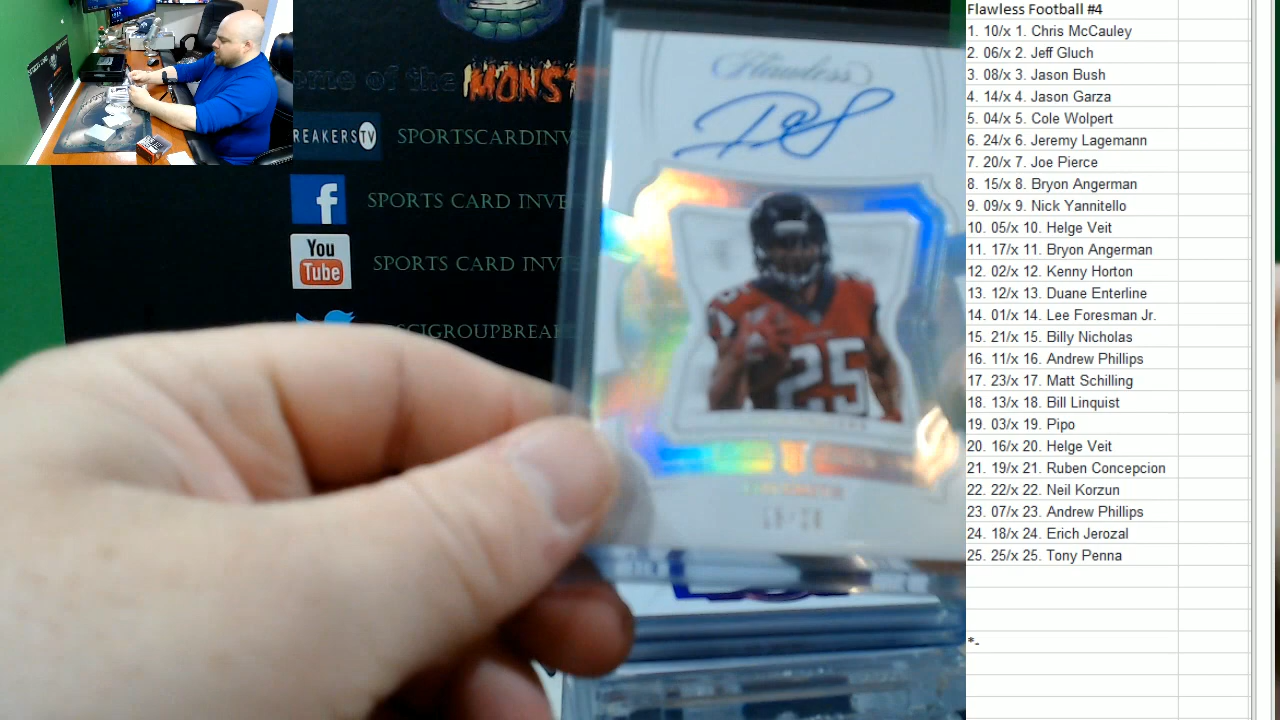 Flawless Football #4
1. 10/x 1. Chris McCauley
2. 06/x 2. Jeff Gluch
3. 08/x 3. Jason Bush
4. 14/x 4. Jason Garza
5. 04/x 5. Cole Wolpert
6. 24/x 6. Jeremy Lagemann
7. 20/x 7. Joe Pierce
8. 15/x 8. Bryon Angerman
9. 09/x 9. Nick Yannitello
10. 05/x 10. Helge Veit
11. 17/x 11. Bryon Angerman
12. 02/x 12. Kenny Horton
13. 12/x 13. Duane Enterline
14. 01/x 14. Lee Foresman Jr.
15. 21/x 15. Billy Nicholas
16. 11/x 16. Andrew Phillips
17. 23/x 17. Matt Schilling
18. 13/x 18. Bill Linquist
19. 03/x 19. Pipo
20. 16/x 20. Helge Veit
21. 19/x 21. Ruben Concepcion
22. 22/x 22. Neil Korzun
23. 07/x 23. Andrew Phillips
24. 18/x 24. Erich Jerozal
25. 25/x 25. Tony Penna
*-
ome of the MONST
REAKERSTV SPORTSCARDINV
f SPORTS CARD INVE
You Tube SPORTS CARD INVE
SCIGROUPBREAK
Flawless
25